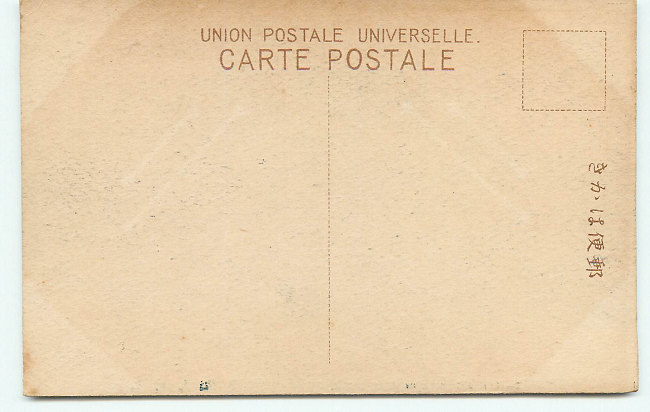 UNION POSTALE UNIVERSELLE.
CARTE POSTALE
きかは便郵